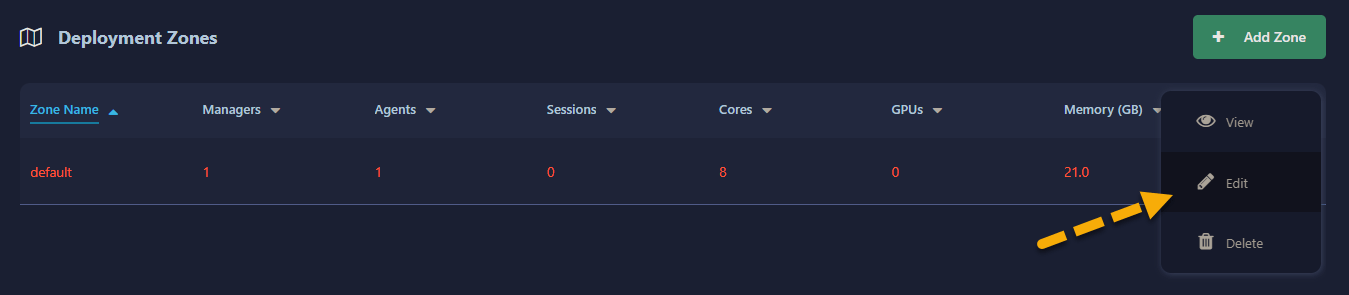 Deployment Zones
+ Add Zone
Zone Name Managers Agents Sessions Cores GPUs Memory (GB)
View
default 1 1 0 8 0 21.0
Edit
Delete